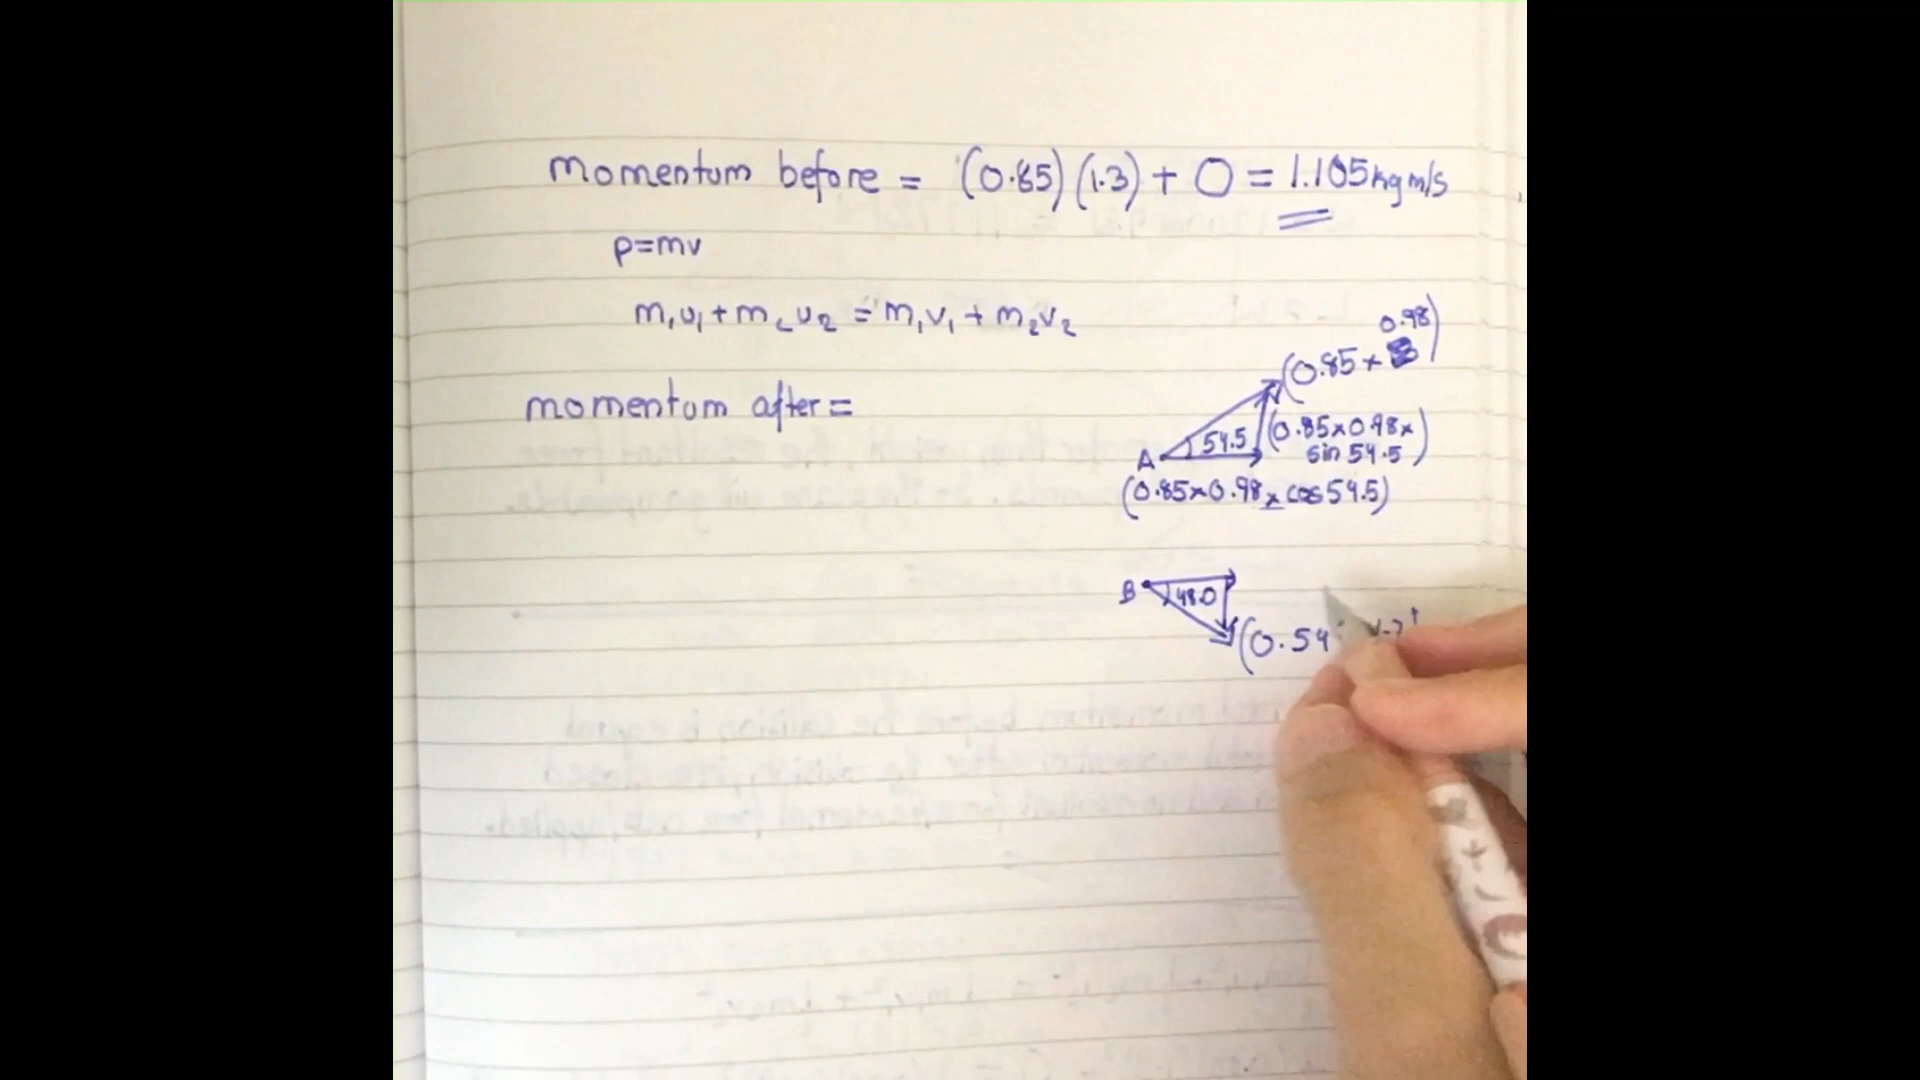 momentum before = (0.85)(1.3) + 0 = 1.105 kg m/s
p=mv
m₁u₁ + m₂u₂ = m₁v₁ + m₂v₂
0.98
(0.85 × )
momentum after =
54.5
(0.85×0.98×
sin 54.5)
A
(0.85×0.98×cos54.5)
B
48.0
(0.54